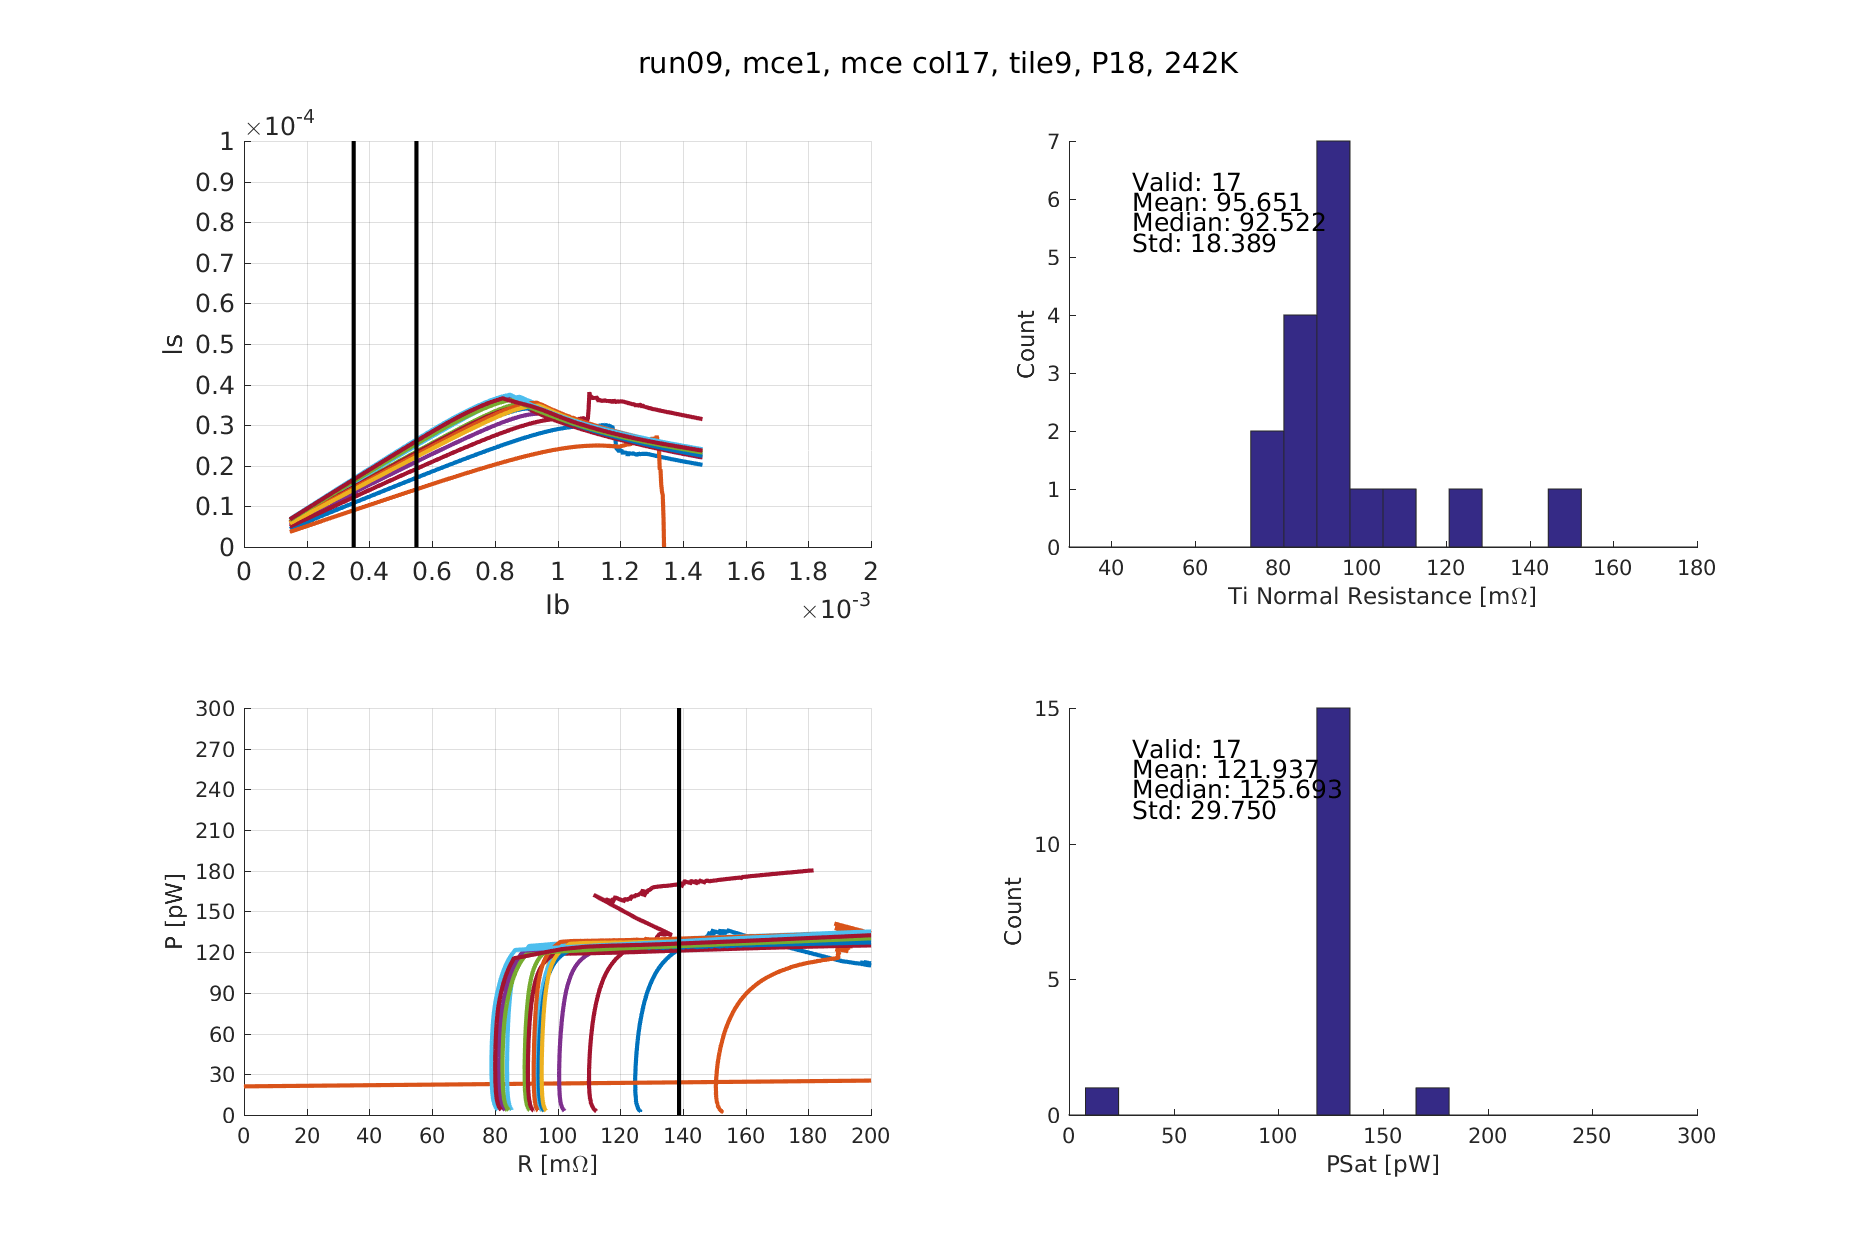 run09, mce1, mce col17, tile9, P18, 242K
×10-4
1
0.9
0.8
0.7
0.6
0.5
0.4
0.3
0.2
0.1
0
Is
0 0.2 0.4 0.6 0.8 1 1.2 1.4 1.6 1.8 2
Ib
×10-3
7
6
5
4
3
2
1
0
Count
Valid: 17
Mean: 95.651
Median: 92.522
Std: 18.389
40 60 80 100 120 140 160 180
Ti Normal Resistance [mΩ]
300
270
240
210
180
150
120
90
60
30
0
P [pW]
0 20 40 60 80 100 120 140 160 180 200
R [mΩ]
15
10
5
0
Count
Valid: 17
Mean: 121.937
Median: 125.693
Std: 29.750
0 50 100 150 200 250 300
PSat [pW]